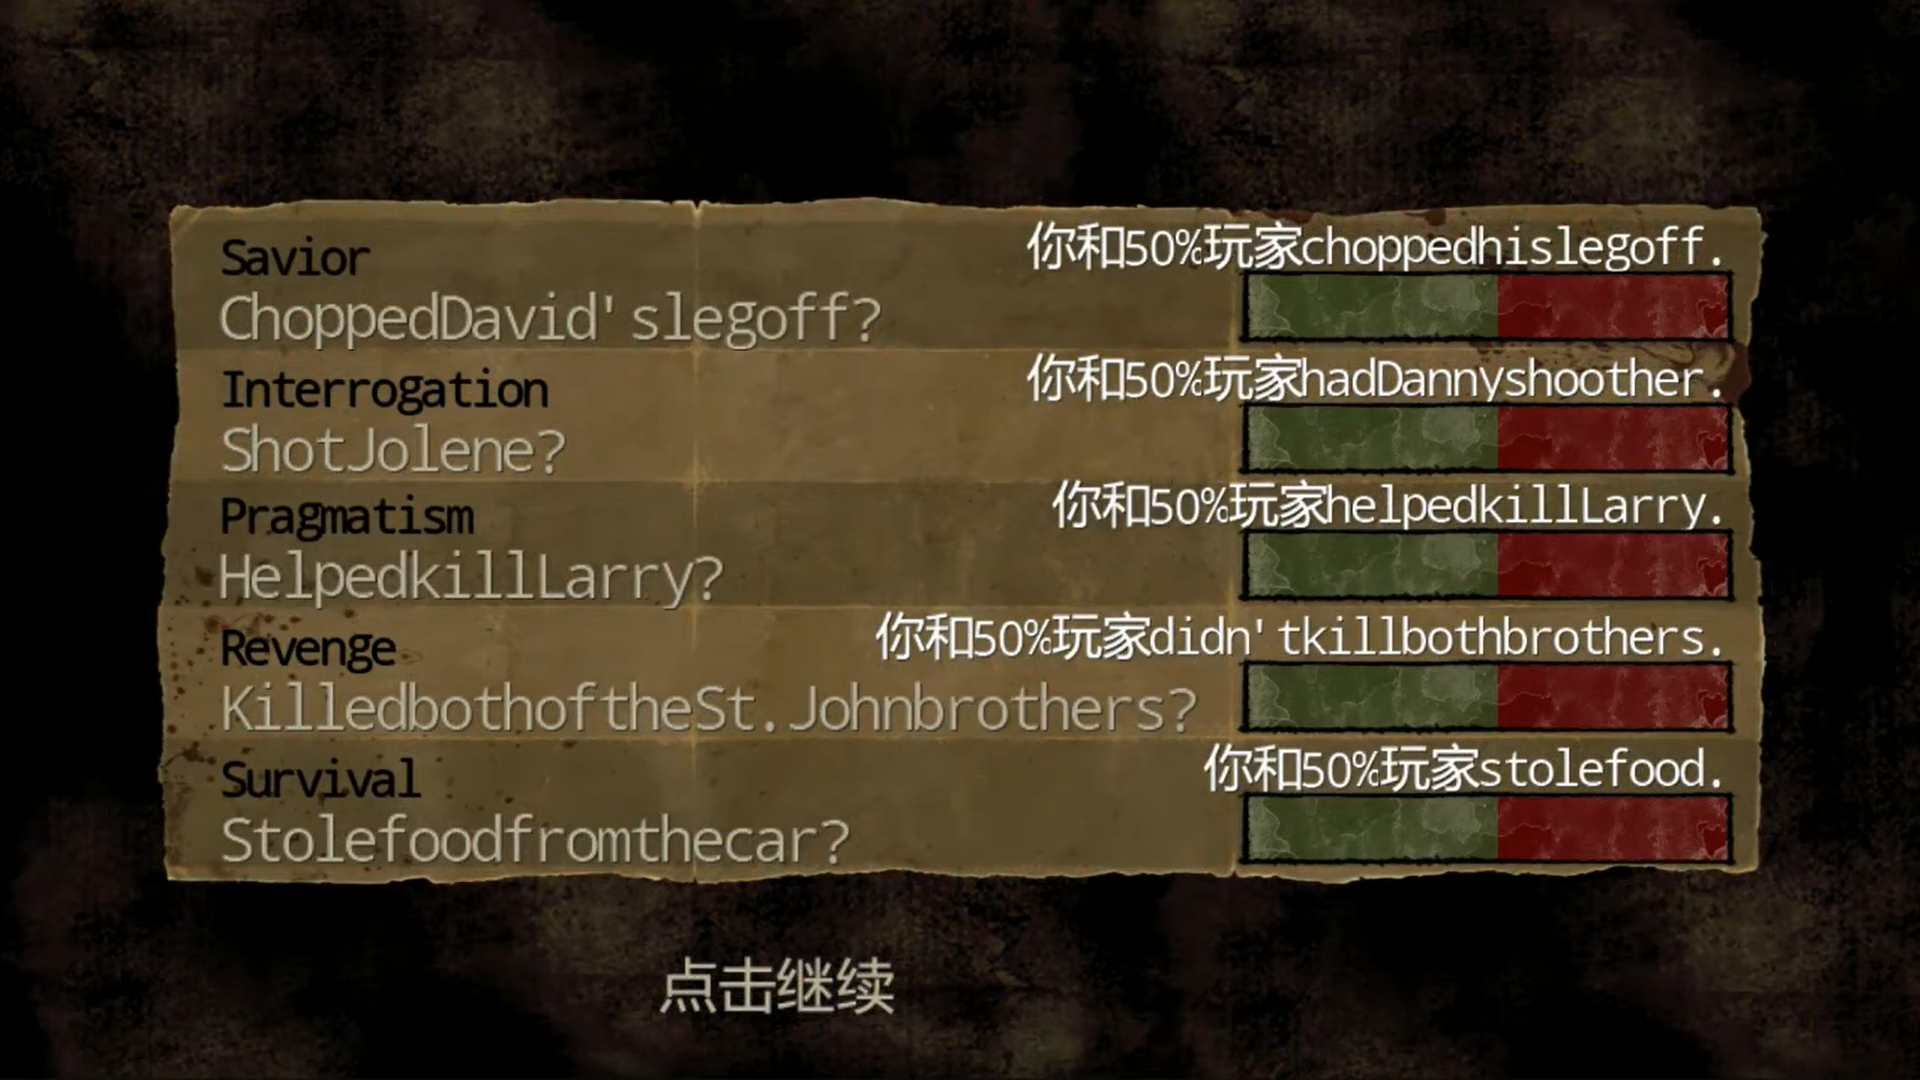 Savior
你和50%玩家choppedhislegoff.
ChoppedDavid'slegoff?
Interrogation
你和50%玩家hadDannyshoother.
ShotJolene?
Pragmatism
你和50%玩家helpedkillLarry.
HelpedkillLarry?
Revenge
你和50%玩家didn'tkillbothbrothers.
KilledbothoftheSt.Johnbrothers?
Survival
你和50%玩家stolefood.
Stolefoodfromthecar?
点击继续